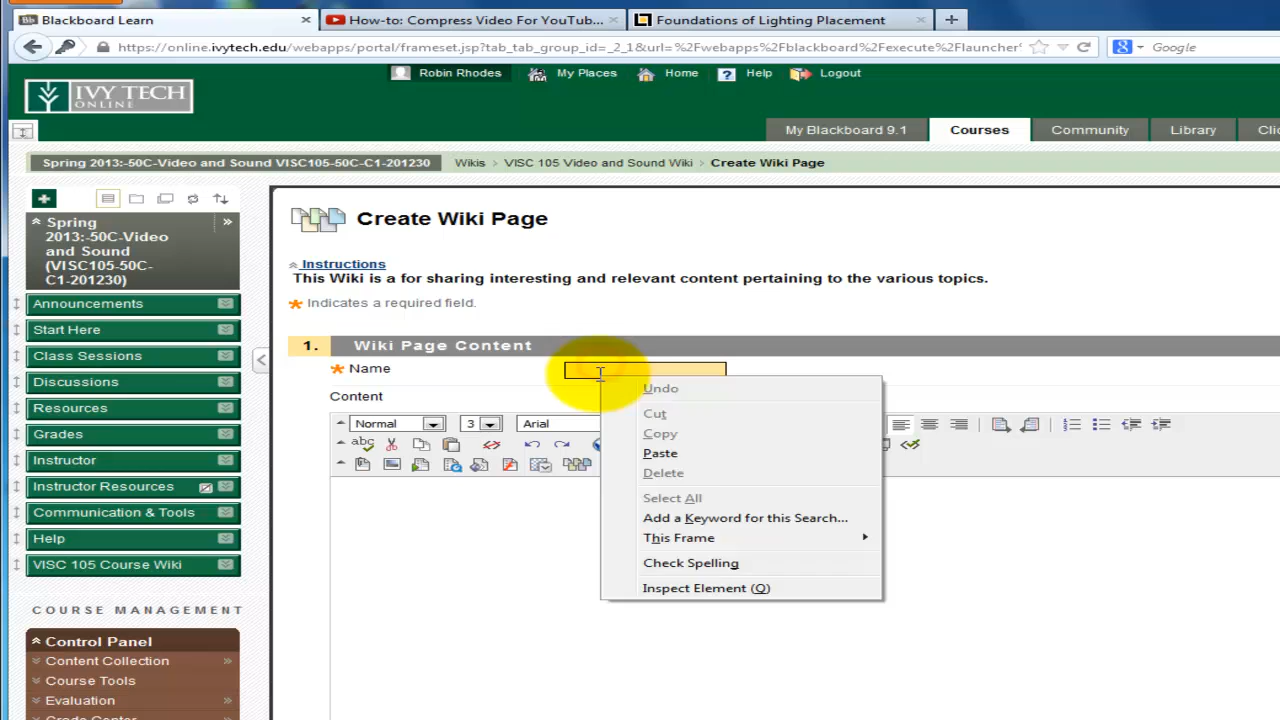 Blackboard Learn
How-to: Compress Video For YouTub...
Foundations of Lighting Placement
https://online.ivytech.edu/webapps/portal/frameset.jsp?tab_tab_group_id=_2_1&url=%2Fwebapps%2Fblackboard%2Fexecute%2Flauncher
Google
Robin Rhodes
My Places
Home
Help
Logout
IVY TECH
ONLINE
My Blackboard 9.1
Courses
Community
Library
Spring 2013:-50C-Video and Sound VISC105-50C-C1-201230
Wikis > VISC 105 Video and Sound Wiki > Create Wiki Page
Spring
2013:-50C-Video
and Sound
(VISC105-50C-
C1-201230)
Announcements
Start Here
Class Sessions
Discussions
Resources
Grades
Instructor
Instructor Resources
Communication & Tools
Help
VISC 105 Course Wiki
COURSE MANAGEMENT
Control Panel
Content Collection
Course Tools
Evaluation
Create Wiki Page
Instructions
This Wiki is a for sharing interesting and relevant content pertaining to the various topics.
Indicates a required field.
1. Wiki Page Content
Name
Content
Normal
3
Arial
abc
Undo
Cut
Copy
Paste
Delete
Select All
Add a Keyword for this Search...
This Frame
Check Spelling
Inspect Element (Q)